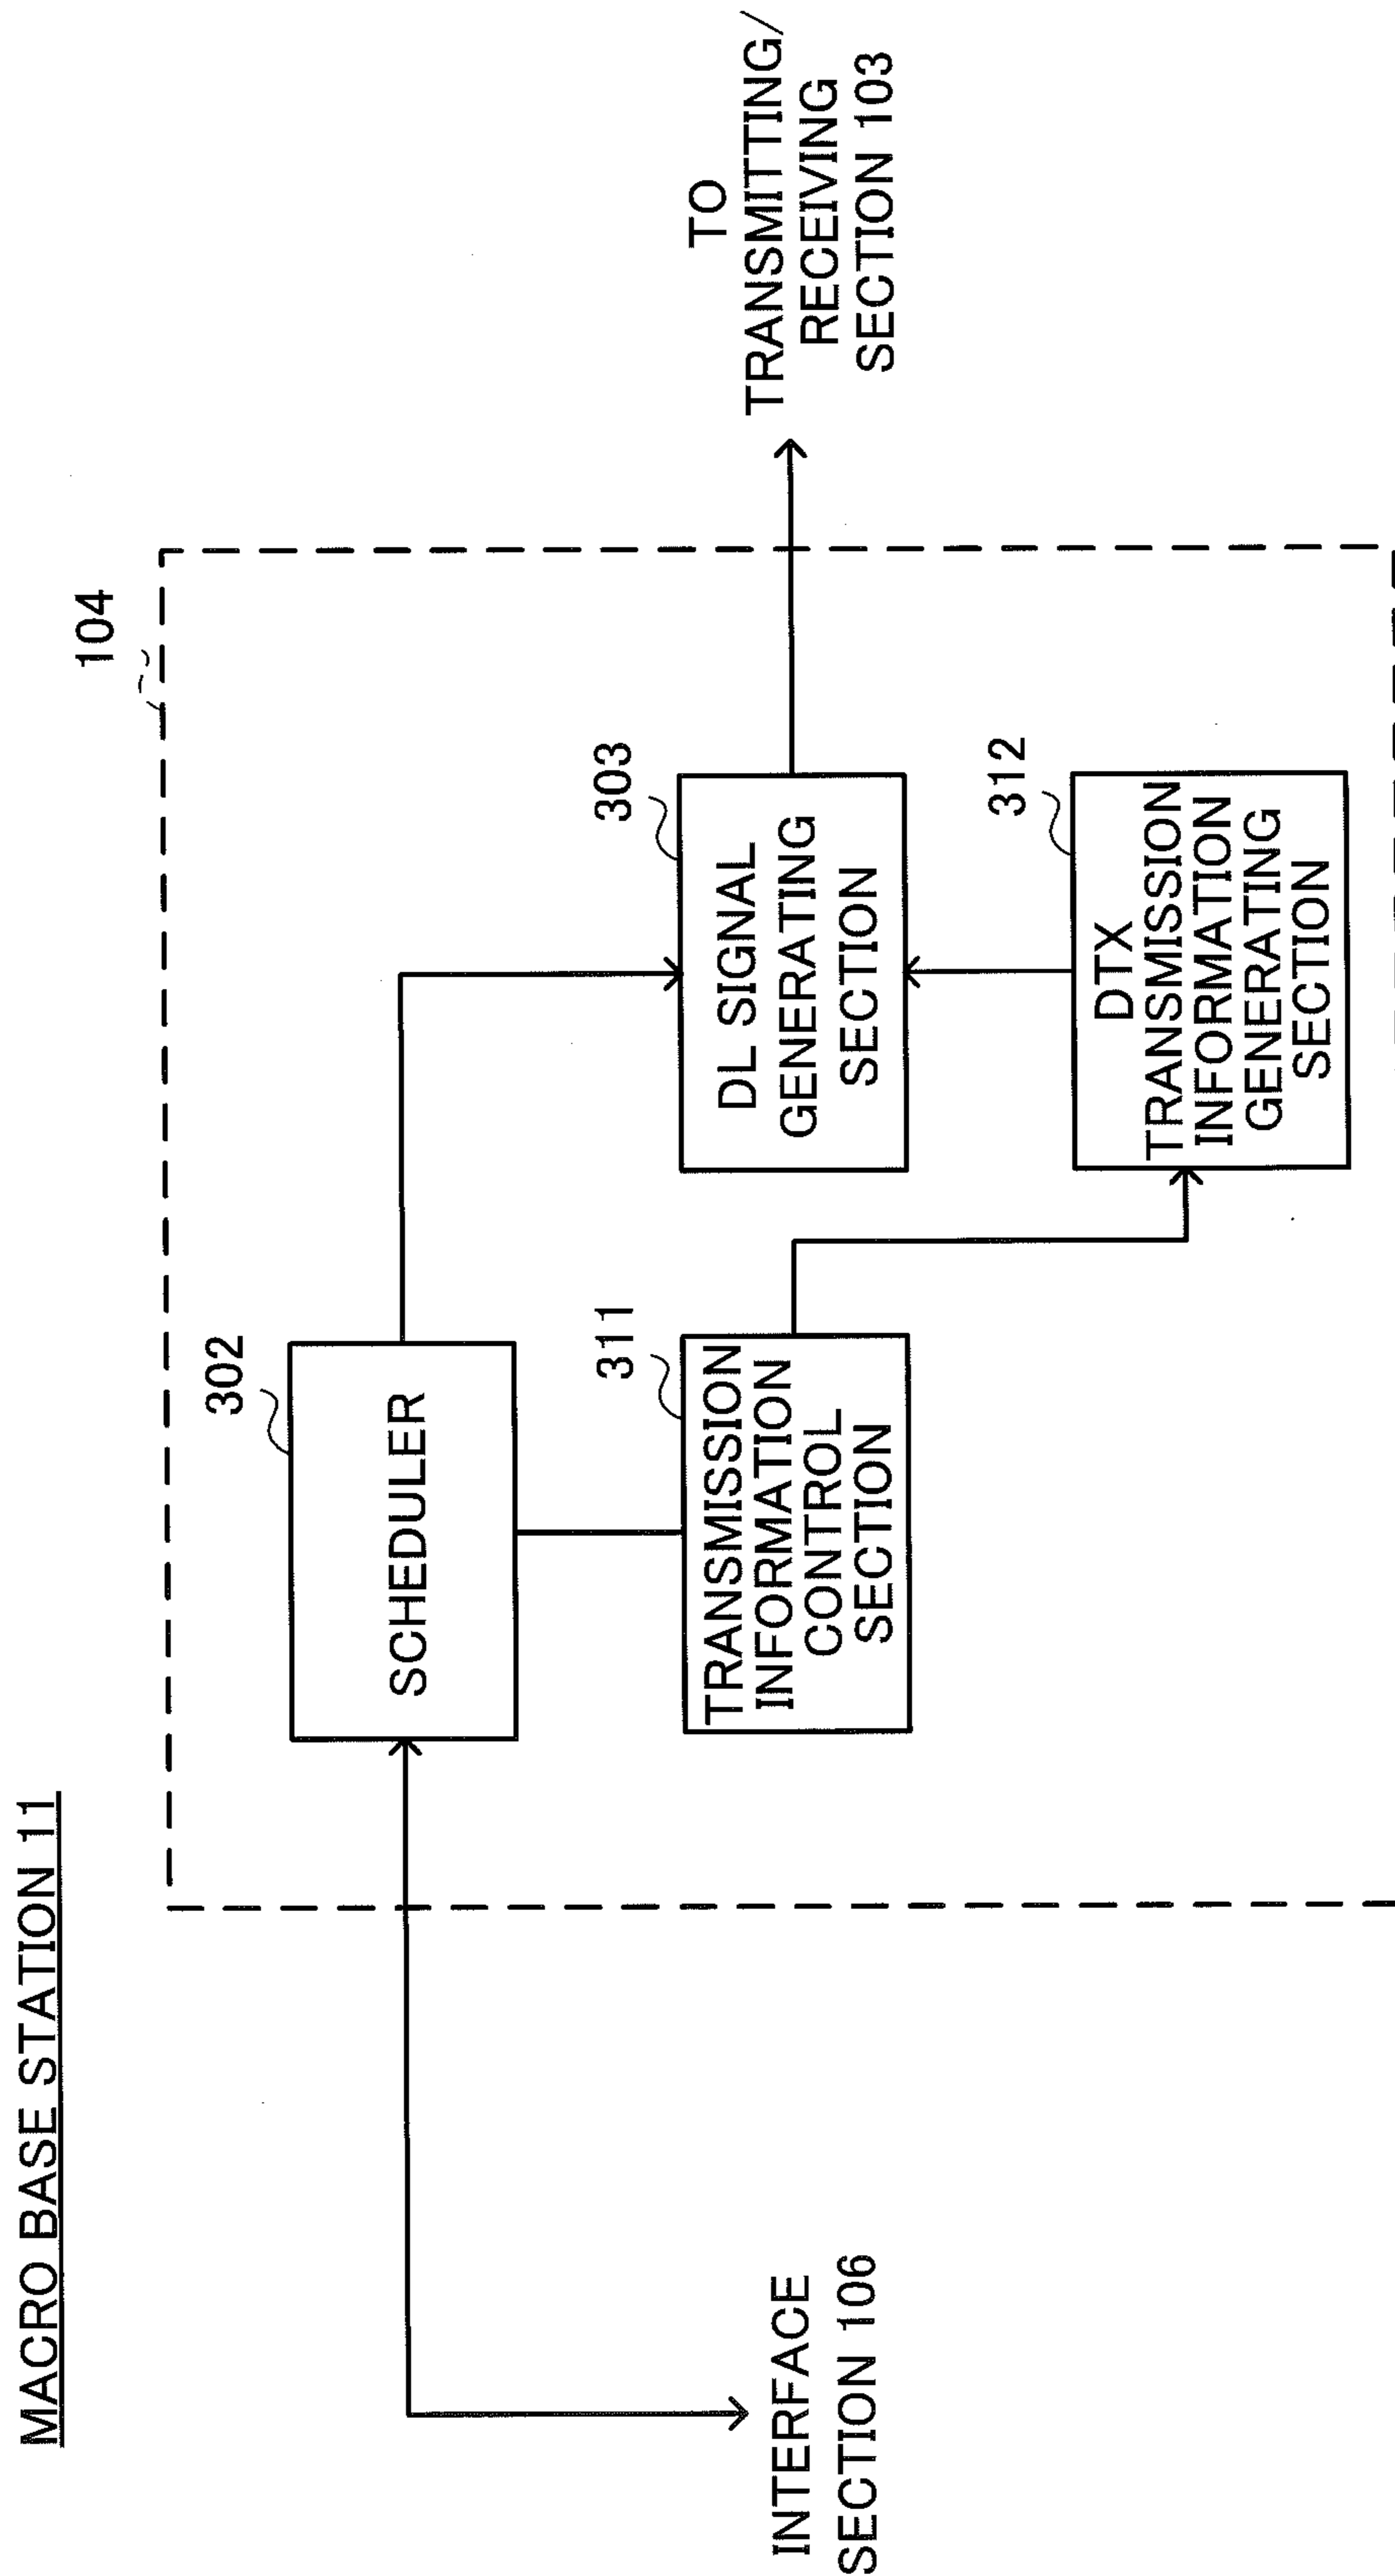 MACRO BASE STATION 11
104
302
SCHEDULER
303
DL SIGNAL
GENERATING
SECTION
TO
TRANSMITTING/
RECEIVING
SECTION 103
311
TRANSMISSION
INFORMATION
CONTROL
SECTION
312
DTX
TRANSMISSION
INFORMATION
GENERATING
SECTION
INTERFACE
SECTION 106